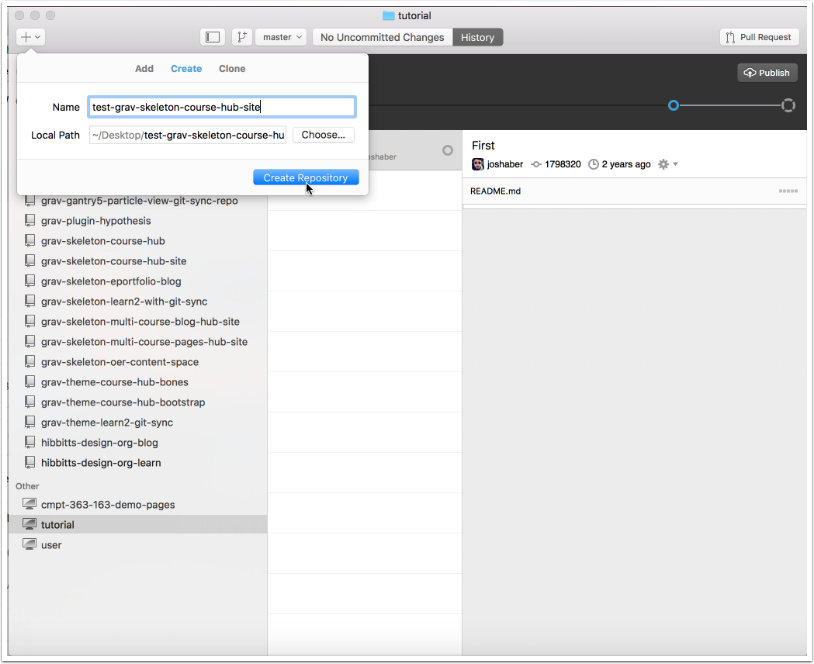 tutorial
master
No Uncommitted Changes
History
Pull Request
Add
Create
Clone
Publish
Name
test-grav-skeleton-course-hub-site
Local Path
~/Desktop/test-grav-skeleton-course-hu
Choose...
Create Repository
joshaber
First
joshaber
1798320
2 years ago
README.md
grav-gantry5-particle-view-git-sync-repo
grav-plugin-hypothesis
grav-skeleton-course-hub
grav-skeleton-course-hub-site
grav-skeleton-eportfolio-blog
grav-skeleton-learn2-with-git-sync
grav-skeleton-multi-course-blog-hub-site
grav-skeleton-multi-course-pages-hub-site
grav-skeleton-oer-content-space
grav-theme-course-hub-bones
grav-theme-course-hub-bootstrap
grav-theme-learn2-git-sync
hibbitts-design-org-blog
hibbitts-design-org-learn
Other
cmpt-363-163-demo-pages
tutorial
user